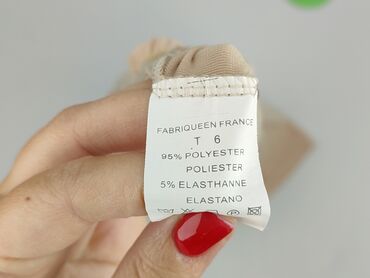 FABRIQUEEN FRANCE
T 6
95% POLYESTER
POLIESTER
5% ELASTHANNE
ELASTANO